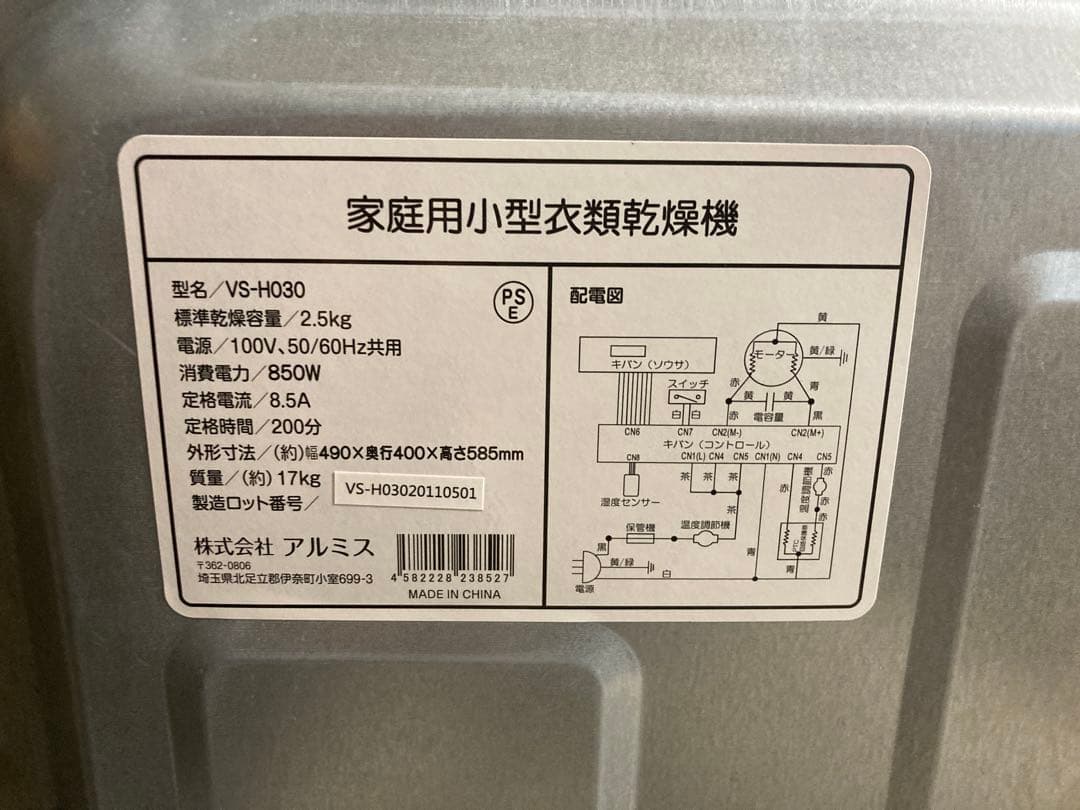 家庭用小型衣類乾燥機
型名／VS-H030
PS
E
標準乾燥容量／2.5kg
電源／100V、50/60Hz共用
消費電力／850W
定格電流／8.5A
定格時間／200分
外形寸法／(約)幅490×奥行400×高さ585mm
質量／(約)17kg
製造ロット番号／
VS-H03020110501
株式会社 アルミス
〒362-0806
埼玉県北足立郡伊奈町小室699-3
4 582228 238527
MADE IN CHINA
配電図
黄
キバン（ソウサ）
モーター
黄/緑
スイッチ
赤
黄
黄
青
白
白
赤
電容量
黒
CN6
CN7
CN2(M-)
CN2(M+)
キバン（コントロール）
CN8
CN1(L)
CN4
CN5
CN1(N)
CN4
CN5
湿度センサー
茶
茶
茶
赤
赤
茶
赤
保管機
温度調節機
黒
黄/緑
白
青
青
PTC
電源